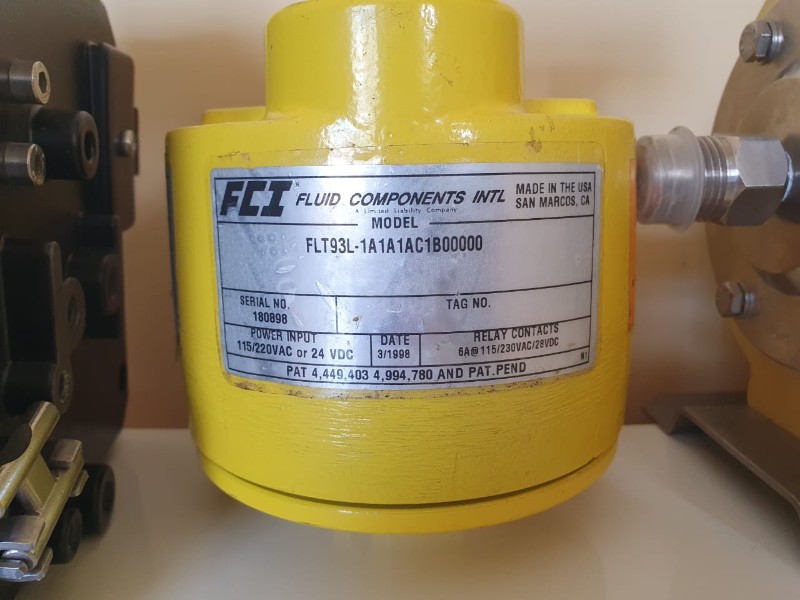 FCI FLUID COMPONENTS INTL
A Limited Liability Company
MADE IN THE USA
SAN MARCOS, CA
MODEL
FLT93L-1A1A1AC1B00000
SERIAL NO.
180898
TAG NO.
POWER INPUT
115/220VAC or 24 VDC
DATE
3/1998
RELAY CONTACTS
6A@115/230VAC/28VDC
PAT 4,449,403 4,994,780 AND PAT.PEND